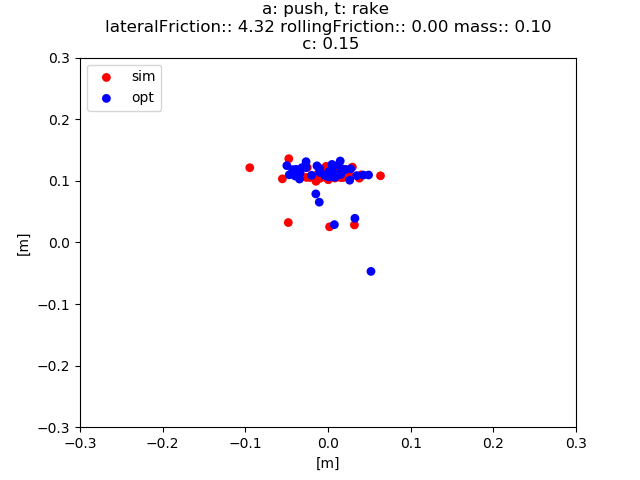 a: push, t: rake
lateralFriction:: 4.32 rollingFriction:: 0.00 mass:: 0.10
c: 0.15
sim
opt
0.3
0.2
0.1
0.0
−0.1
−0.2
−0.3
[m]
−0.3 −0.2 −0.1 0.0 0.1 0.2 0.3
[m]